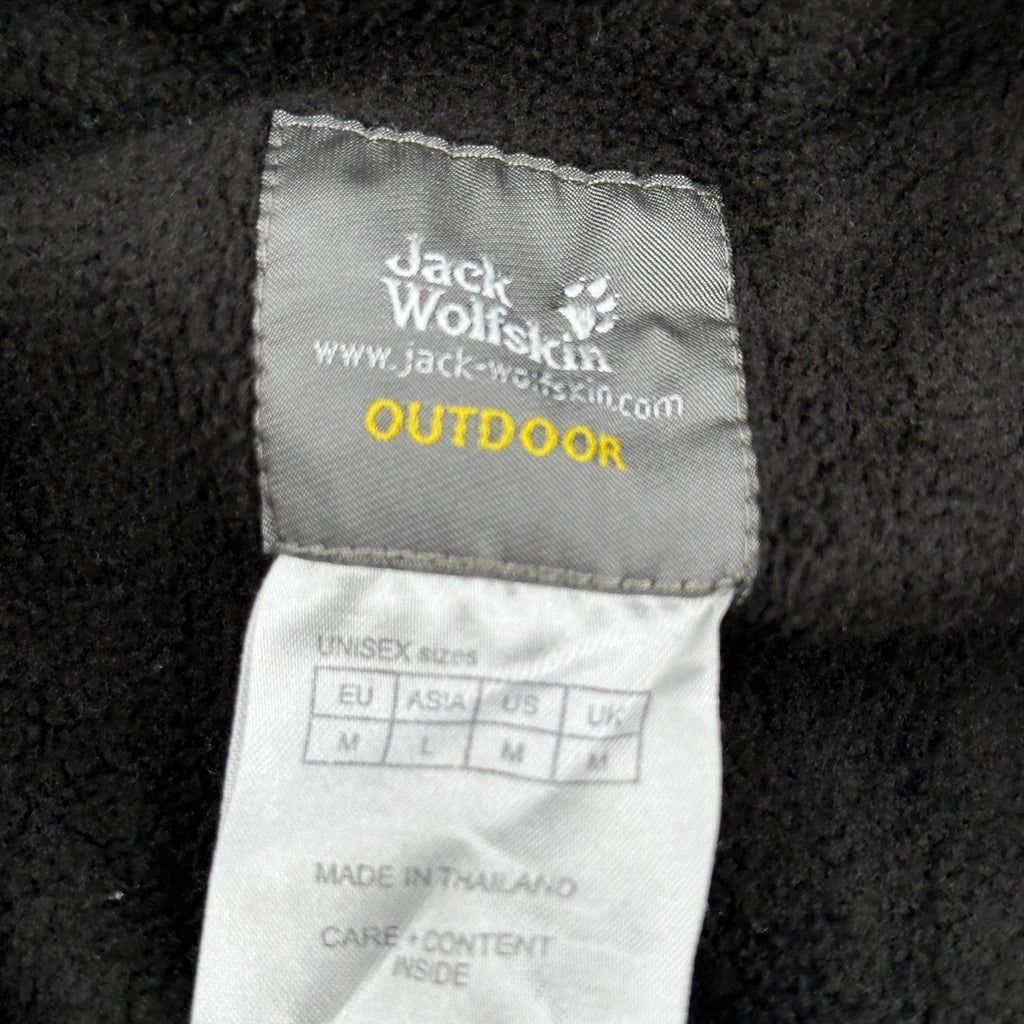 Jack
Wolfskin
www.jack-wolfskin.com
OUTDOOR
UNISEX sizes
EU ASIA US UK
M L M M
MADE IN THAILAND
CARE + CONTENT
INSIDE